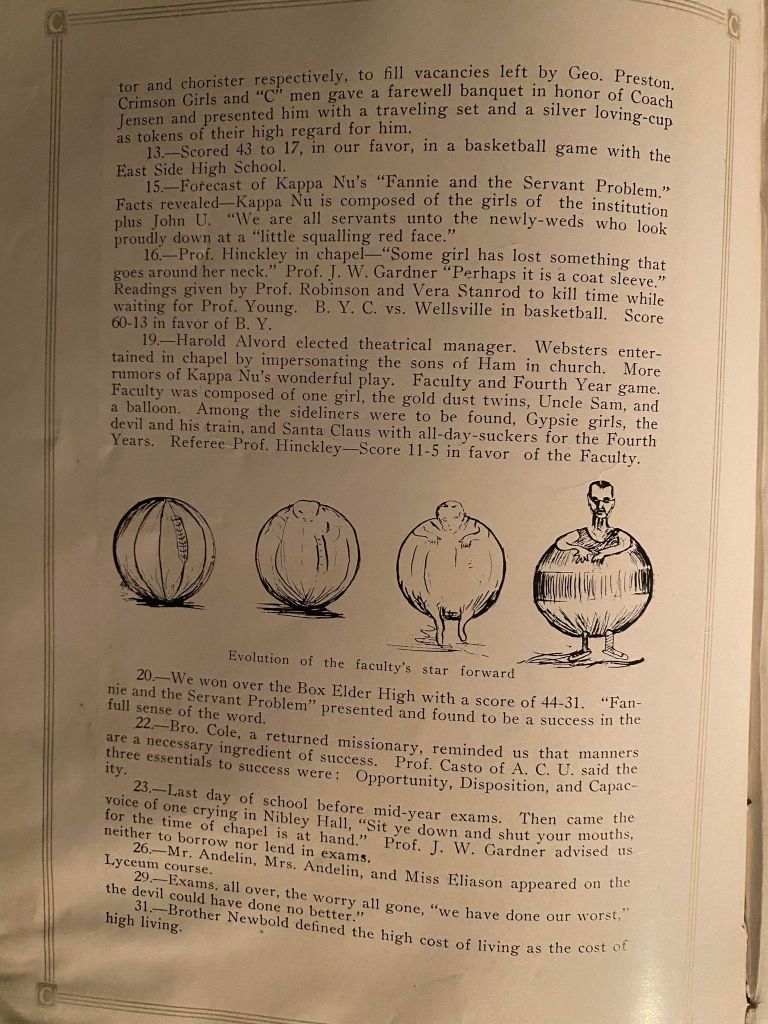 C
C
tor and chorister respectively, to fill vacancies left by Geo. Preston.
Crimson Girls and "C" men gave a farewell banquet in honor of Coach
Jensen and presented him with a traveling set and a silver loving-cup
as tokens of their high regard for him.
13.—Scored 43 to 17, in our favor, in a basketball game with the
East Side High School.
15.—Forecast of Kappa Nu's "Fannie and the Servant Problem."
Facts revealed—Kappa Nu is composed of the girls of the institution
plus John U. "We are all servants unto the newly-weds who look
proudly down at a "little squalling red face."
16.—Prof. Hinckley in chapel—"Some girl has lost something that
goes around her neck." Prof. J. W. Gardner "Perhaps it is a coat sleeve."
Readings given by Prof. Robinson and Vera Stanrod to kill time while
waiting for Prof. Young. B. Y. C. vs. Wellsville in basketball. Score
60-13 in favor of B. Y.
19.—Harold Alvord elected theatrical manager. Websters enter-
tained in chapel by impersonating the sons of Ham in church. More
rumors of Kappa Nu's wonderful play. Faculty and Fourth Year game.
Faculty was composed of one girl, the gold dust twins, Uncle Sam, and
a balloon. Among the sideliners were to be found, Gypsie girls, the
devil and his train, and Santa Claus with all-day-suckers for the Fourth
Years. Referee Prof. Hinckley—Score 11-5 in favor of the Faculty.
Evolution of the faculty's star forward
20.—We won over the Box Elder High with a score of 44-31. "Fan-
nie and the Servant Problem" presented and found to be a success in the
full sense of the word.
22.—Bro. Cole, a returned missionary, reminded us that manners
are a necessary ingredient of success. Prof. Casto of A. C. U. said the
three essentials to success were: Opportunity, Disposition, and Capac-
ity.
23.—Last day of school before mid-year exams. Then came the
voice of one crying in Nibley Hall, "Sit ye down and shut your mouths,
for the time of chapel is at hand." Prof. J. W. Gardner advised us
neither to borrow nor lend in exams.
26.—Mr. Andelin, Mrs. Andelin, and Miss Eliason appeared on the
Lyceum course.
29.—Exams. all over, the worry all gone, "we have done our worst,"
the devil could have done no better."
31.—Brother Newbold defined the high cost of living as the cost of
high living.
C